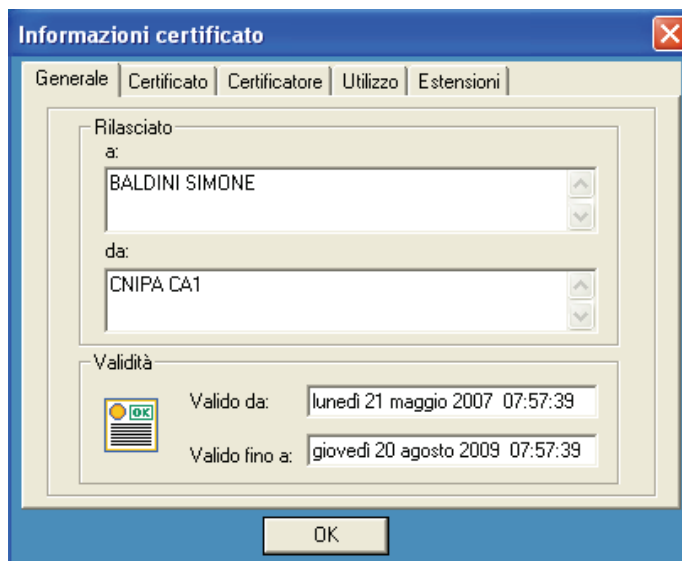 Informazioni certificato
Generale Certificato Certificatore Utilizzo Estensioni
Rilasciato
a:
BALDINI SIMONE
da:
CNIPA CA1
Validità
OK
Valido da: lunedì 21 maggio 2007 07:57:39
Valido fino a: giovedì 20 agosto 2009 07:57:39
OK